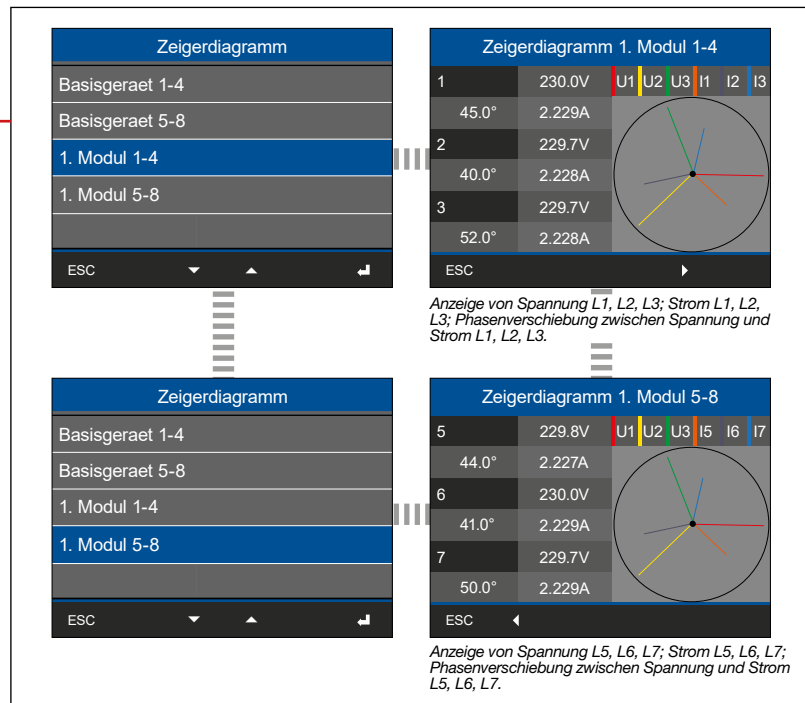 Zeigerdiagramm
Basisgeraet 1-4
Basisgeraet 5-8
1. Modul 1-4
1. Modul 5-8
ESC
Zeigerdiagramm 1. Modul 1-4
1 230.0V U1 U2 U3 I1 I2 I3
45.0° 2.229A
2 229.7V
40.0° 2.228A
3 229.7V
52.0° 2.228A
ESC
Anzeige von Spannung L1, L2, L3; Strom L1, L2,
L3; Phasenverschiebung zwischen Spannung und
Strom L1, L2, L3.
Zeigerdiagramm
Basisgeraet 1-4
Basisgeraet 5-8
1. Modul 1-4
1. Modul 5-8
ESC
Zeigerdiagramm 1. Modul 5-8
5 229.8V U1 U2 U3 I5 I6 I7
44.0° 2.227A
6 230.0V
41.0° 2.229A
7 229.7V
50.0° 2.229A
ESC
Anzeige von Spannung L5, L6, L7; Strom L5, L6, L7;
Phasenverschiebung zwischen Spannung und Strom
L5, L6, L7.